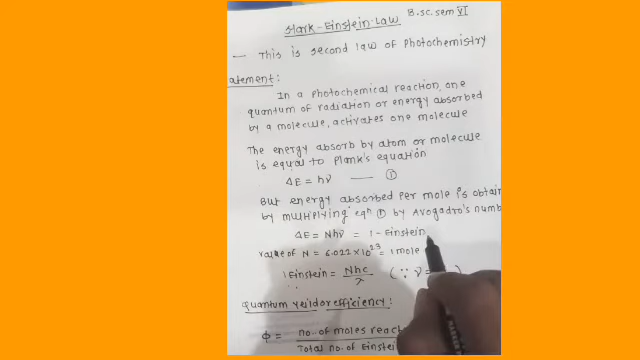 Stark-Einstein-Law B.sc.sem VI
— This is second law of Photochemistry
atement:
In a photochemical reaction, one
quantum of radiation or energy absorbed
by a molecule, activates one molecule
The energy absorb by atom or molecule
is equal to Plank's equation
ΔE = hν —— ①
But energy absorbed per mole is obtain
by multiplying eqⁿ ① by Avogadro's numb
ΔE = Nhν = 1 - Einstein
value of N = 6.022 × 10²³ = 1 mole
1 Einstein = Nhc/λ (∵ ν =
Quantum Yeild or efficiency:
Φ = no. of moles react
Total no. of Einste